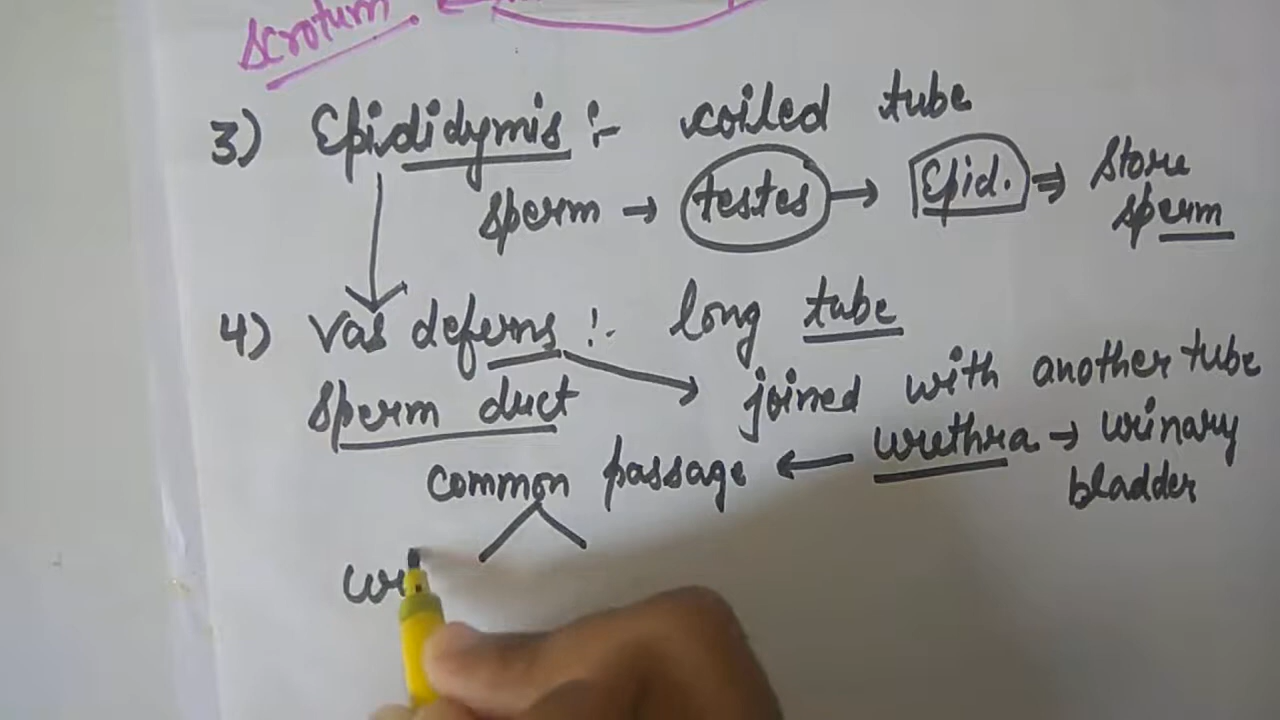 scrotum
3) Epididymis :- coiled tube
sperm → testes → Epid. ⇒ store
sperm
4) Vas deferns :- long tube
sperm duct → joined with another tube
common passage ← urethra → urinary
bladder
ur